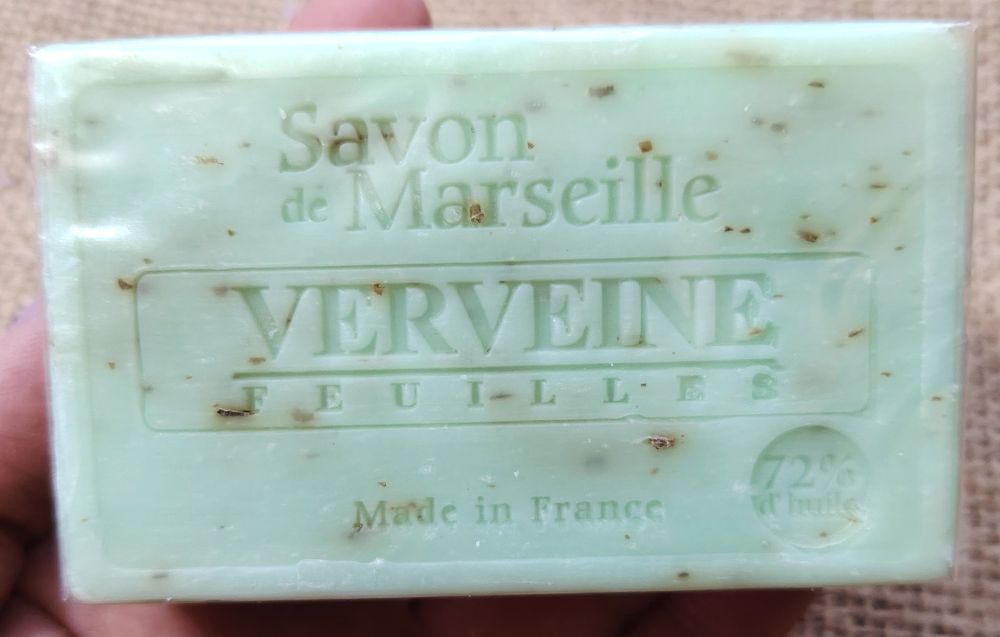 Savon
de Marseille
VERVEINE
FEUILLES
72%
d'huile
Made in France